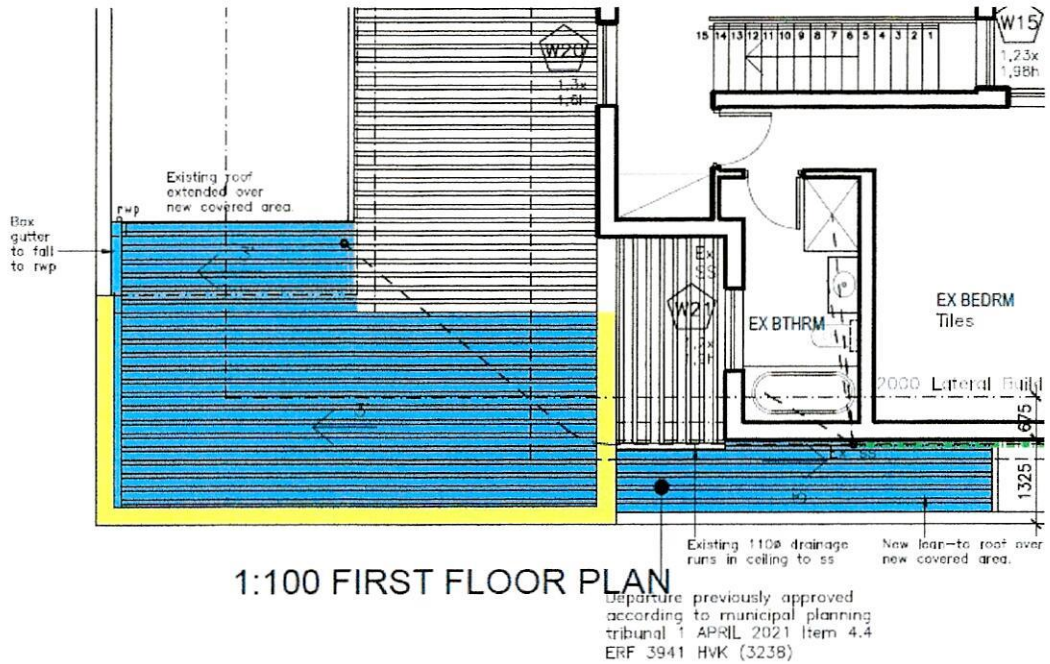 W20
1,3x
1,6h
15 14 13 12 11 10 9 8 7 6 5 4 3 2 1
W15
1,23x
1,98h
Existing roof
extended over
new covered area.
rwp
Box
gutter
to fall
to rwp
3°
Ex
SS
W21
EX BTHRM
EX BEDRM
Tiles
2000 Lateral Build
675
3°
Ex SS
1325
Existing 110ø drainage
runs in ceiling to ss
New lean-to roof over
new covered area.
1:100 FIRST FLOOR PLAN
Departure previously approved
according to municipal planning
tribunal 1 APRIL 2021 Item 4.4
ERF 3941 HVK (3238)